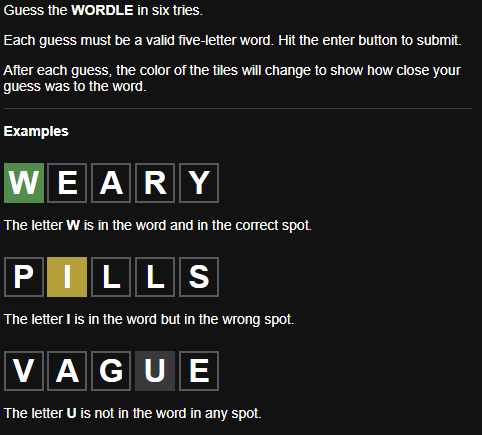 Guess the WORDLE in six tries.
Each guess must be a valid five-letter word. Hit the enter button to submit.
After each guess, the color of the tiles will change to show how close your
guess was to the word.
Examples
WEARY
The letter W is in the word and in the correct spot.
PILLS
The letter I is in the word but in the wrong spot.
VAGUE
The letter U is not in the word in any spot.